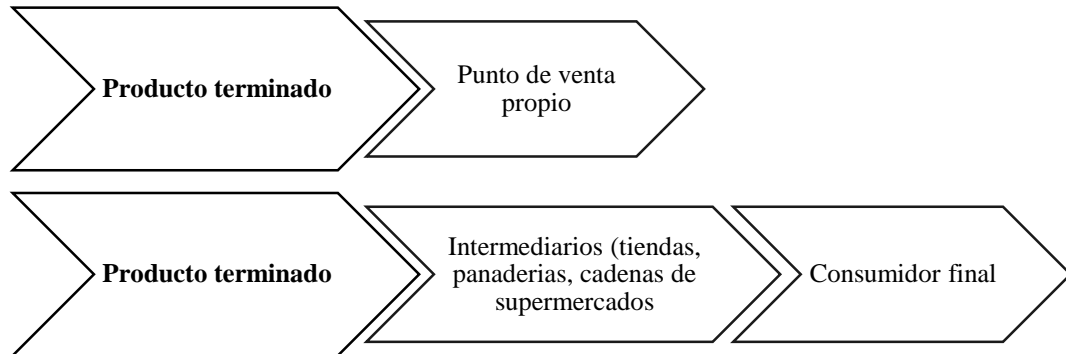 Producto terminado
Punto de venta
propio
Producto terminado
Intermediarios (tiendas,
panaderias, cadenas de
supermercados
Consumidor final